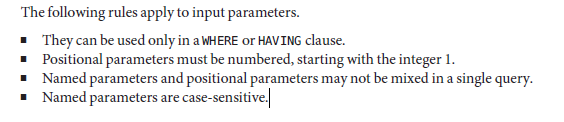 The following rules apply to input parameters.
■ They can be used only in a WHERE or HAVING clause.
■ Positional parameters must be numbered, starting with the integer 1.
■ Named parameters and positional parameters may not be mixed in a single query.
■ Named parameters are case-sensitive.